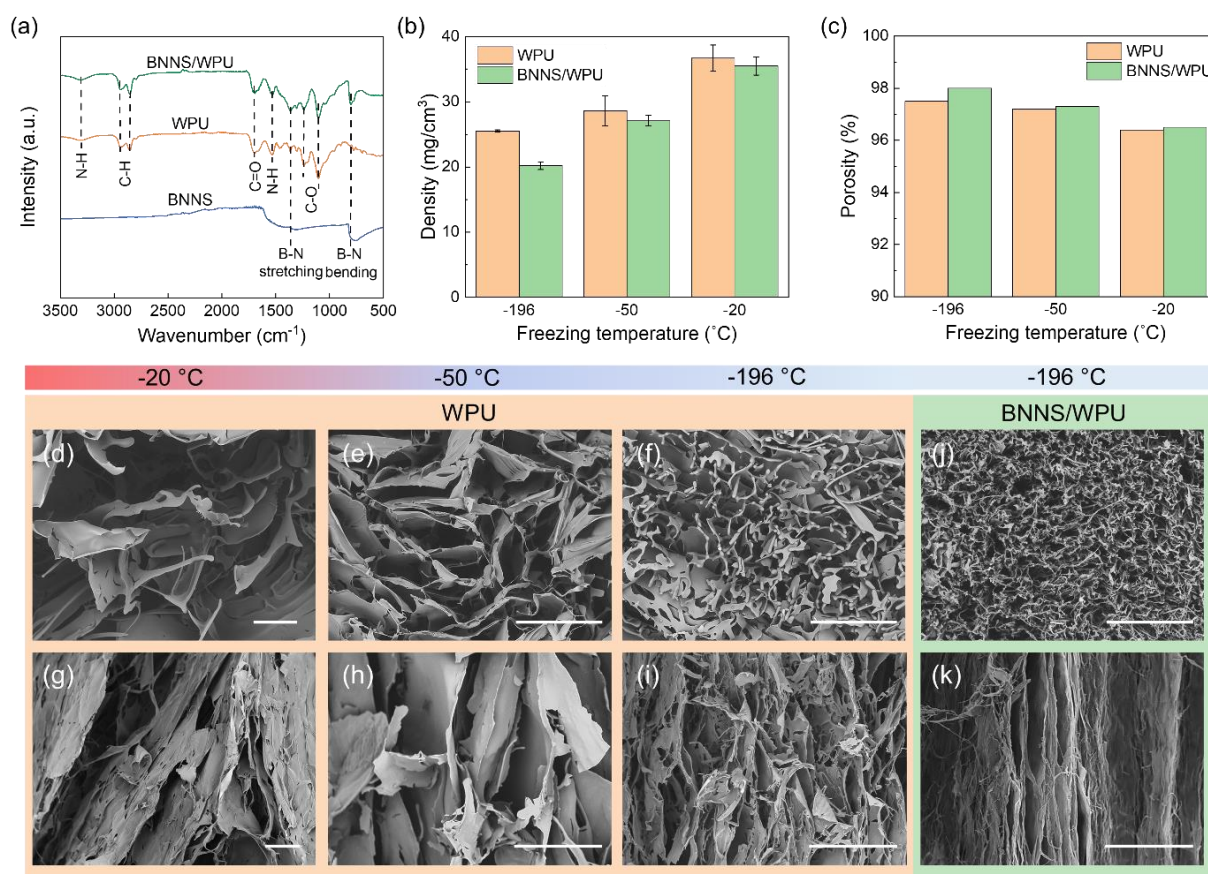 (a)
BNNS/WPU
WPU
BNNS
N-H
C-H
C=O
N-H
C-O
B-N
stretching
B-N
bending
Intensity (a.u.)
3500 3000 2500 2000 1500 1000 500
Wavenumber (cm⁻¹)
(b)
WPU
BNNS/WPU
Density (mg/cm³)
40
30
20
10
0
-196 -50 -20
Freezing temperature (˚C)
(c)
WPU
BNNS/WPU
Porosity (%)
100
98
96
94
92
90
-196 -50 -20
Freezing temperature (˚C)
-20 °C -50 °C -196 °C -196 °C
WPU BNNS/WPU
(d) (e) (f) (j)
(g) (h) (i) (k)